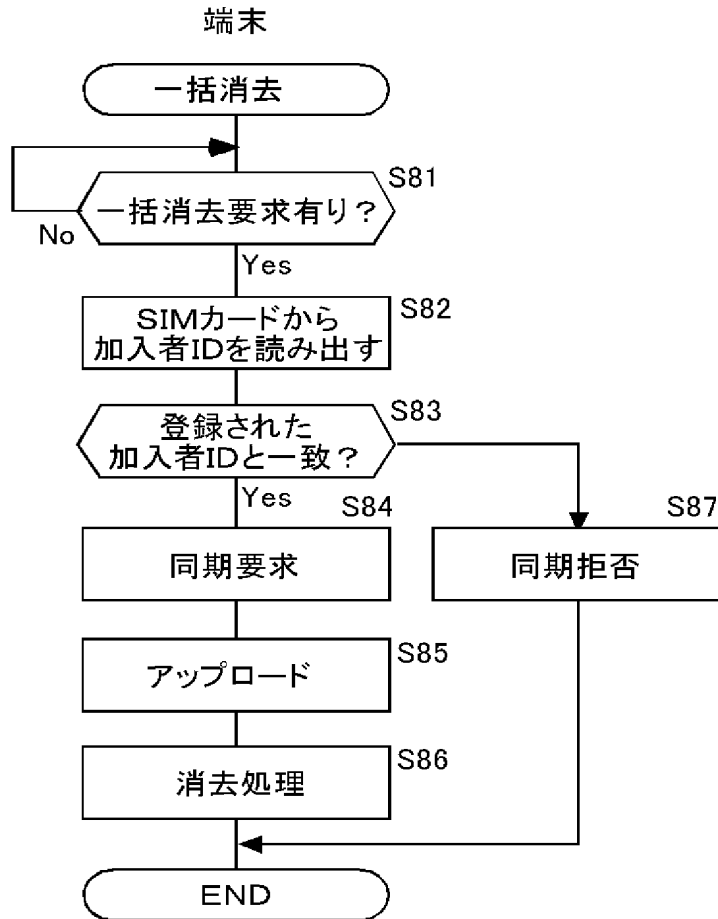 端末
一括消去
S81
一括消去要求有り？
No
Yes
S82
SIMカードから
加入者IDを読み出す
S83
登録された
加入者IDと一致？
Yes
S84
同期要求
S87
同期拒否
S85
アップロード
S86
消去処理
END